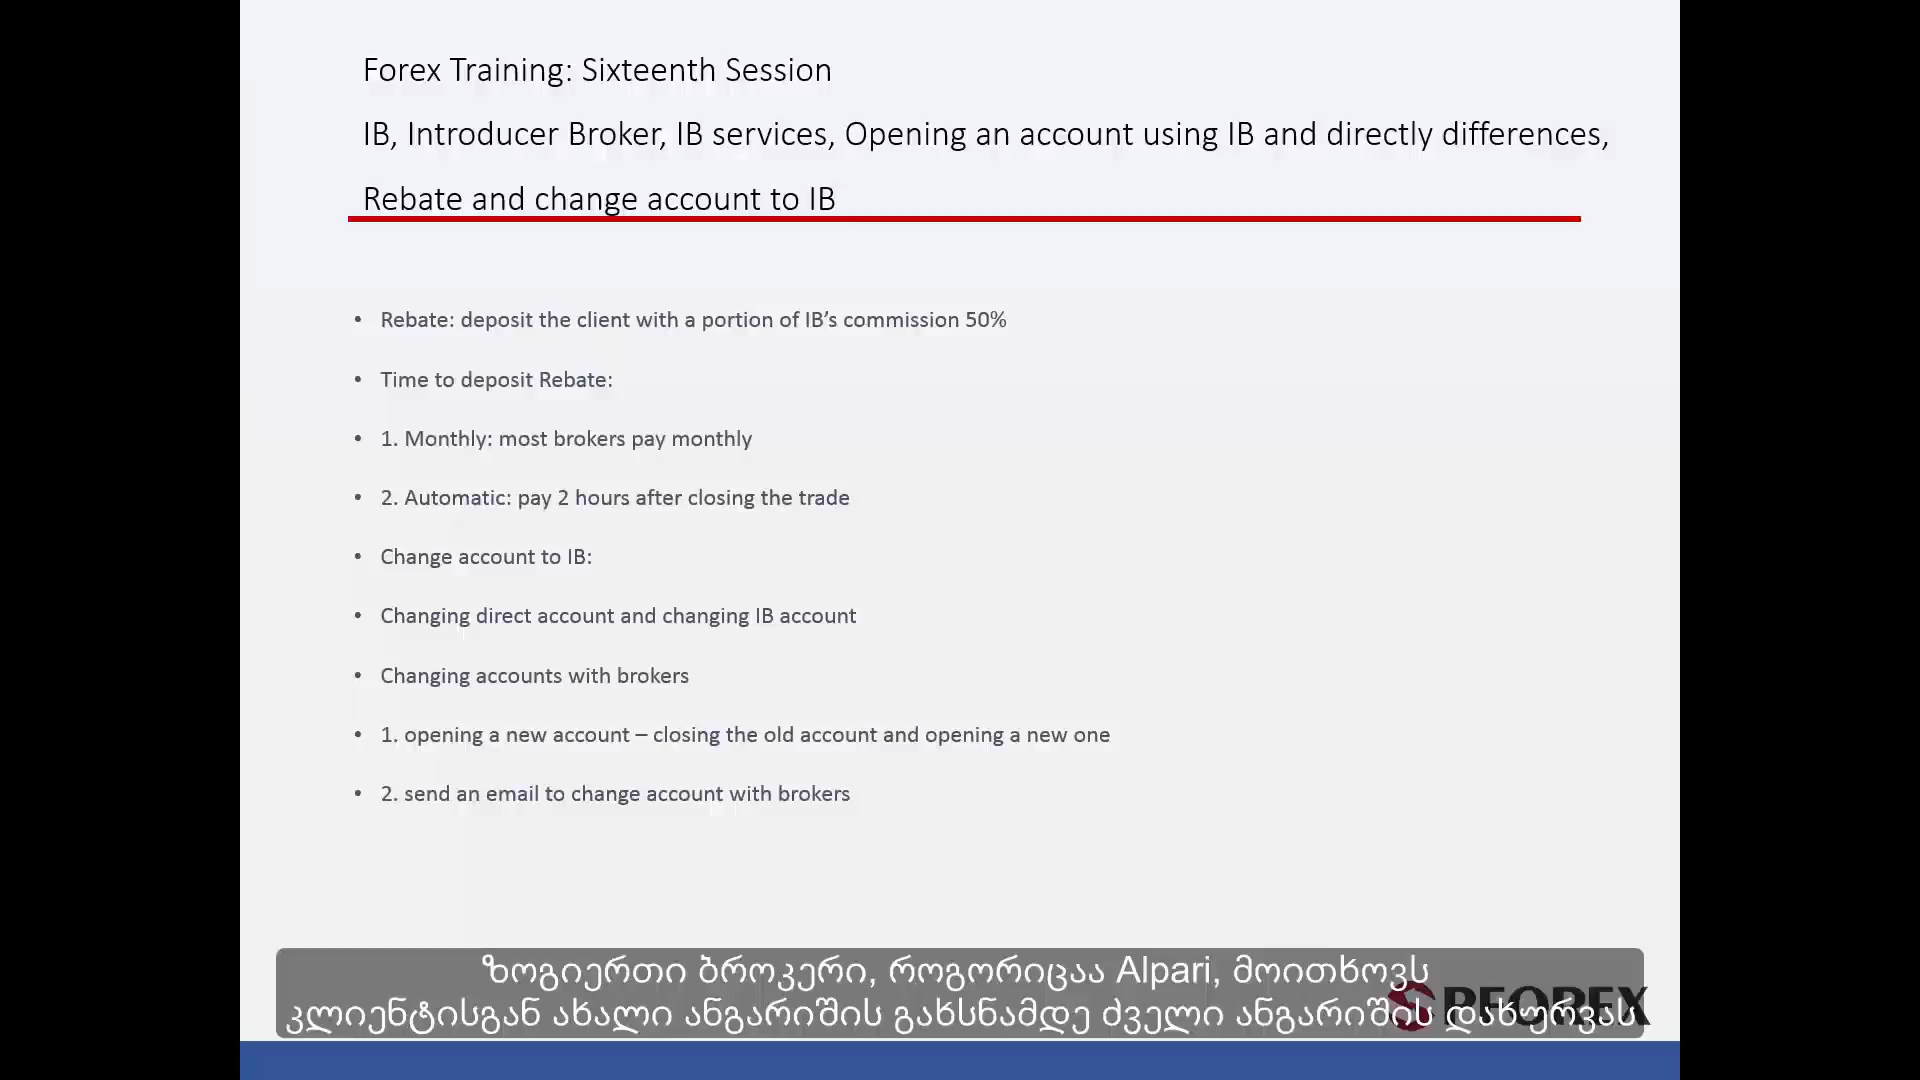 Forex Training: Sixteenth Session
IB, Introducer Broker, IB services, Opening an account using IB and directly differences,
Rebate and change account to IB
• Rebate: deposit the client with a portion of IB’s commission 50%
• Time to deposit Rebate:
• 1. Monthly: most brokers pay monthly
• 2. Automatic: pay 2 hours after closing the trade
• Change account to IB:
• Changing direct account and changing IB account
• Changing accounts with brokers
• 1. opening a new account – closing the old account and opening a new one
• 2. send an email to change account with brokers
ზოგიერთი ბროკერი, როგორიცაა Alpari, მოითხოვს
კლიენტისგან ახალი ანგარიშის გახსნამდე ძველი ანგარიშის დახურვას